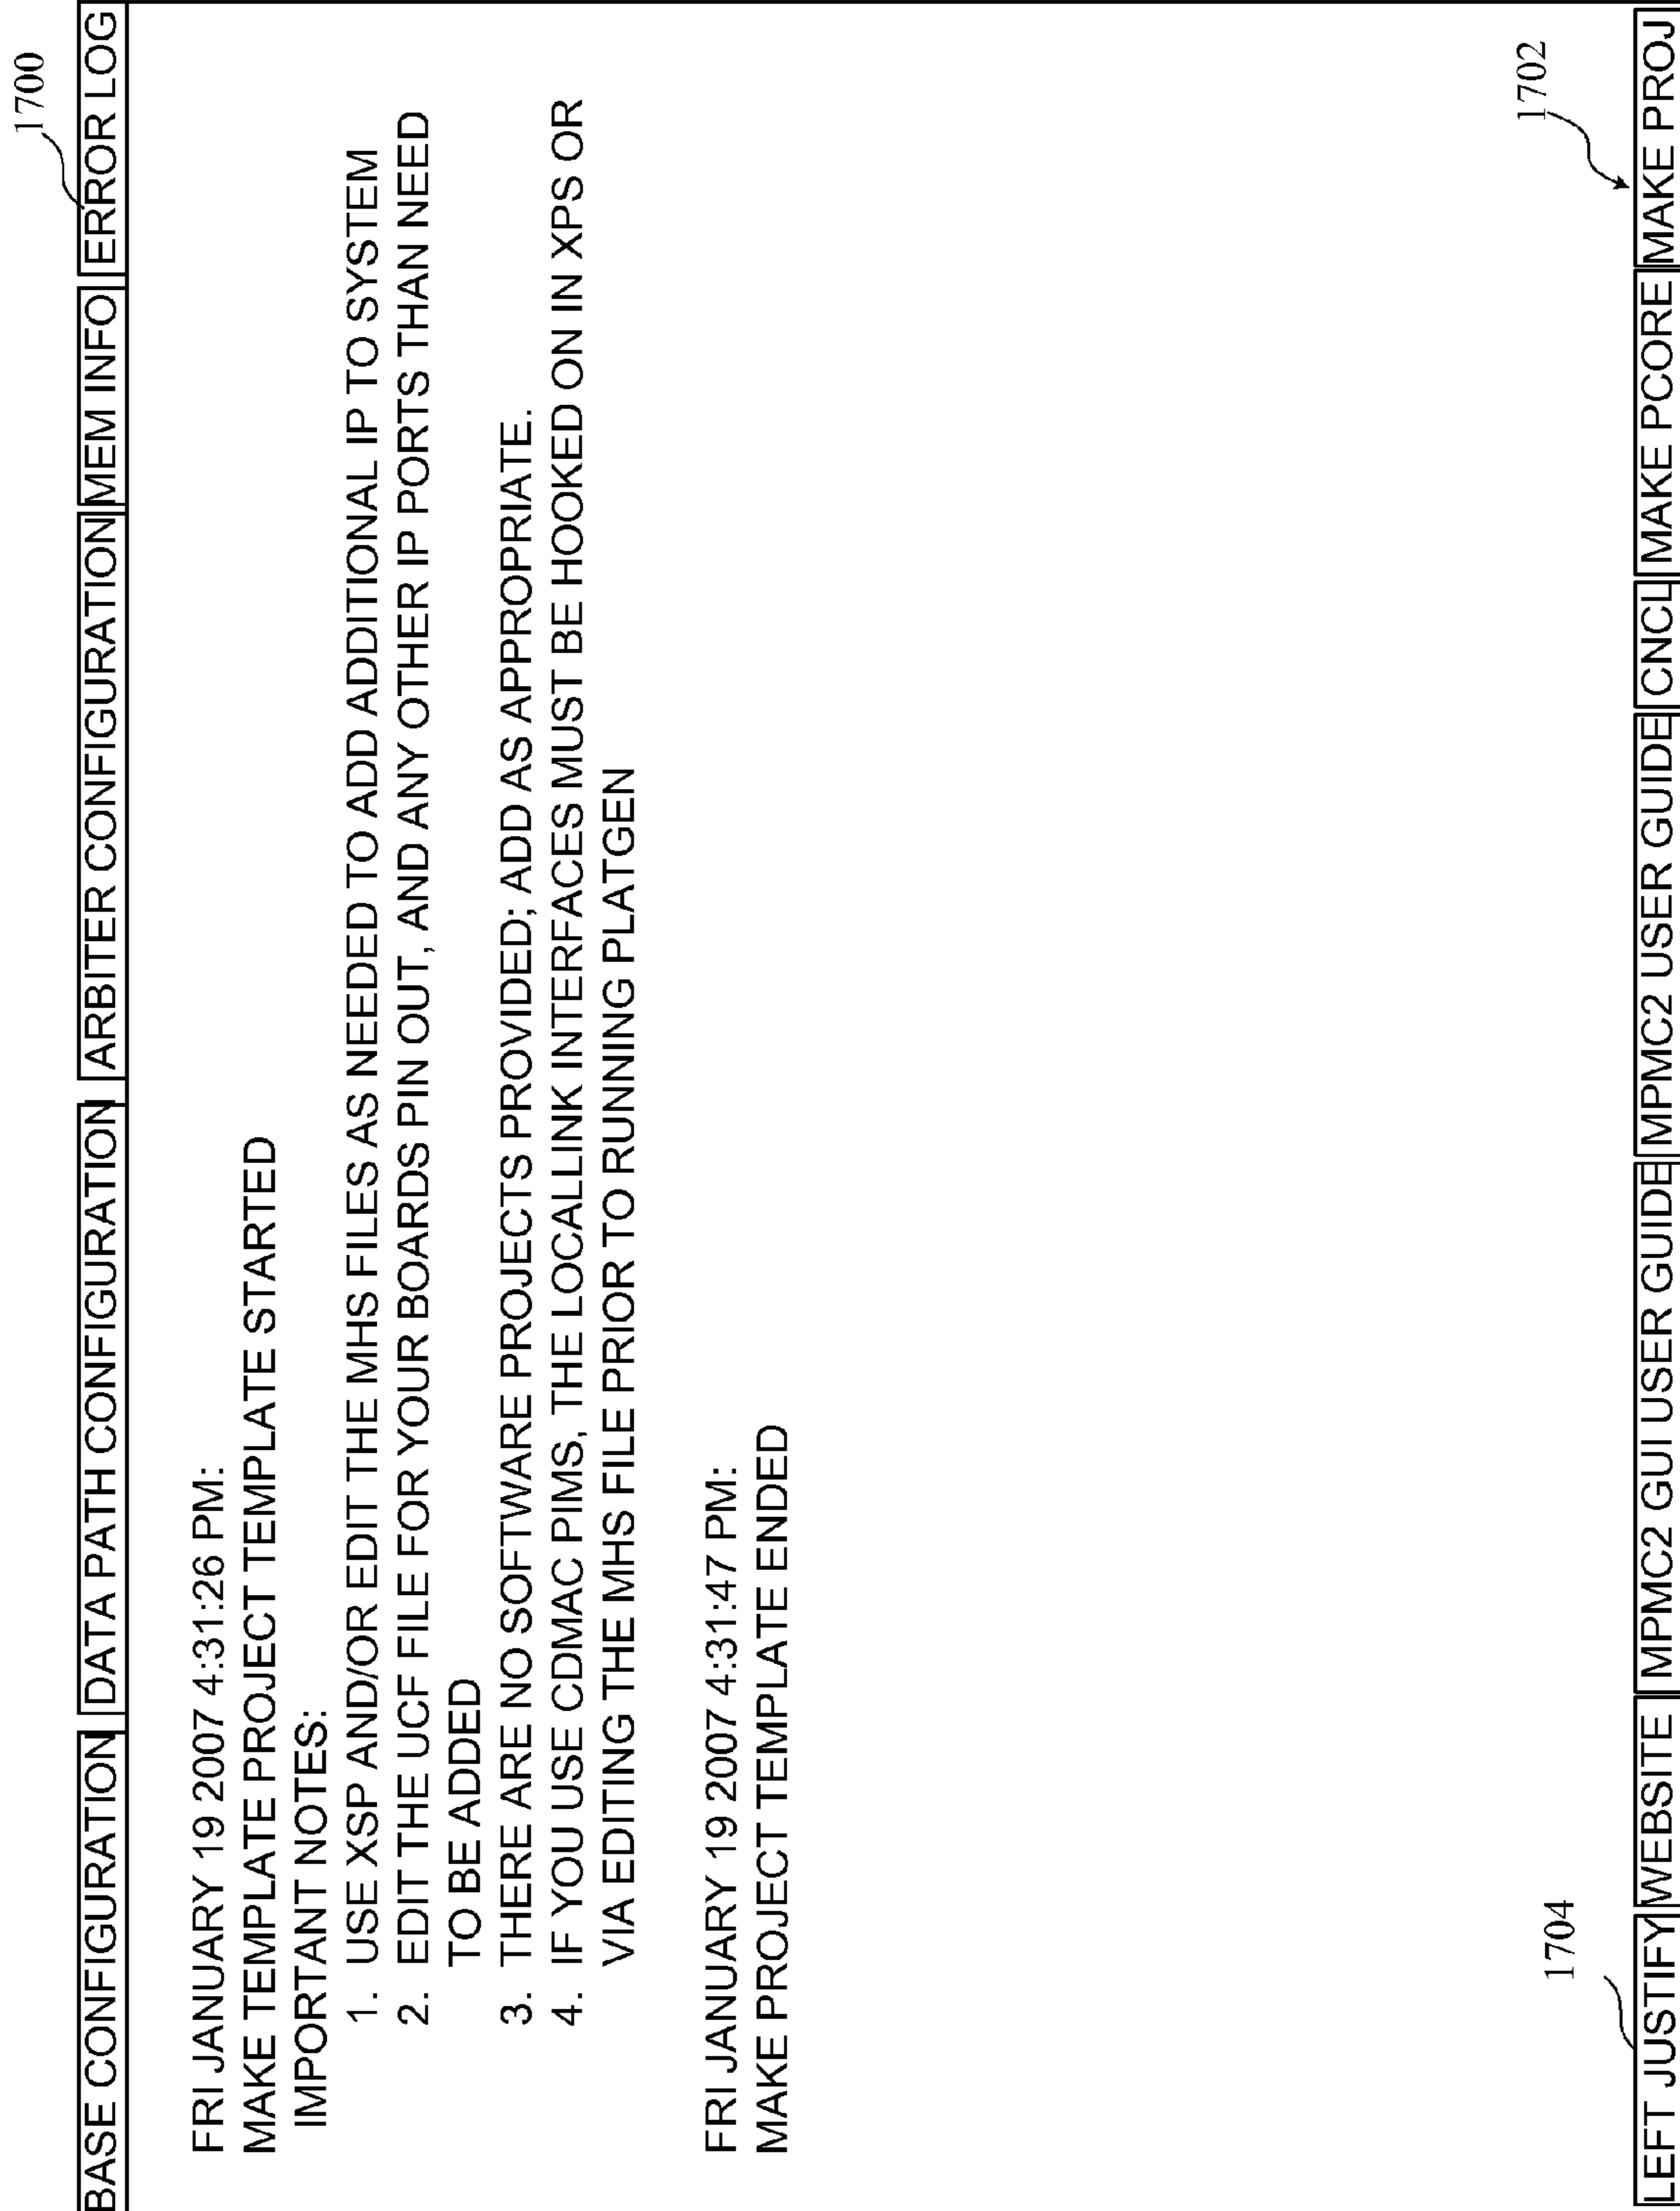 1700
BASE CONFIGURATION DATA PATH CONFIGURATION ARBITER CONFIGURATION MEM INFO ERROR LOG
FRI JANUARY 19 2007 4:31:26 PM:
MAKE TEMPLATE PROJECT TEMPLATE STARTED
IMPORTANT NOTES:
1. USE XSP AND/OR EDIT THE MHS FILES AS NEEDED TO ADD ADDITIONAL IP TO SYSTEM
2. EDIT THE UCF FILE FOR YOUR BOARDS PIN OUT, AND ANY OTHER IP PORTS THAN NEED
TO BE ADDED
3. THERE ARE NO SOFTWARE PROJECTS PROVIDED; ADD AS APPROPRIATE.
4. IF YOU USE CDMAC PIMS, THE LOCALLINK INTERFACES MUST BE HOOKED ON IN XPS OR
VIA EDITING THE MHS FILE PRIOR TO RUNNING PLATGEN
FRI JANUARY 19 2007 4:31:47 PM:
MAKE PROJECT TEMPLATE ENDED
1704 1702
LEFT JUSTIFY WEBSITE MPMC2 GUI USER GUIDE MPMC2 USER GUIDE CNCL MAKE PCORE MAKE PROJ